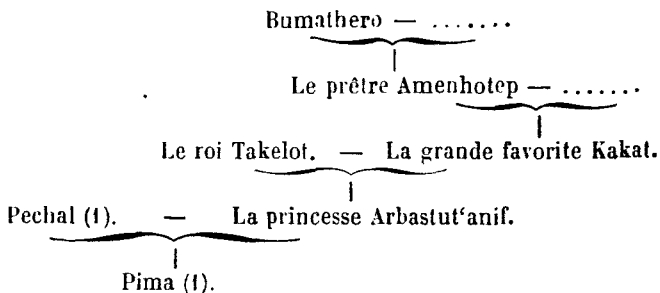 Bumathero — .......
Le prêtre Amenhotep — .......
Le roi Takelot. — La grande favorite Kakat.
Pechal (1). — La princesse Arbastut‘anif.
Pima (1).